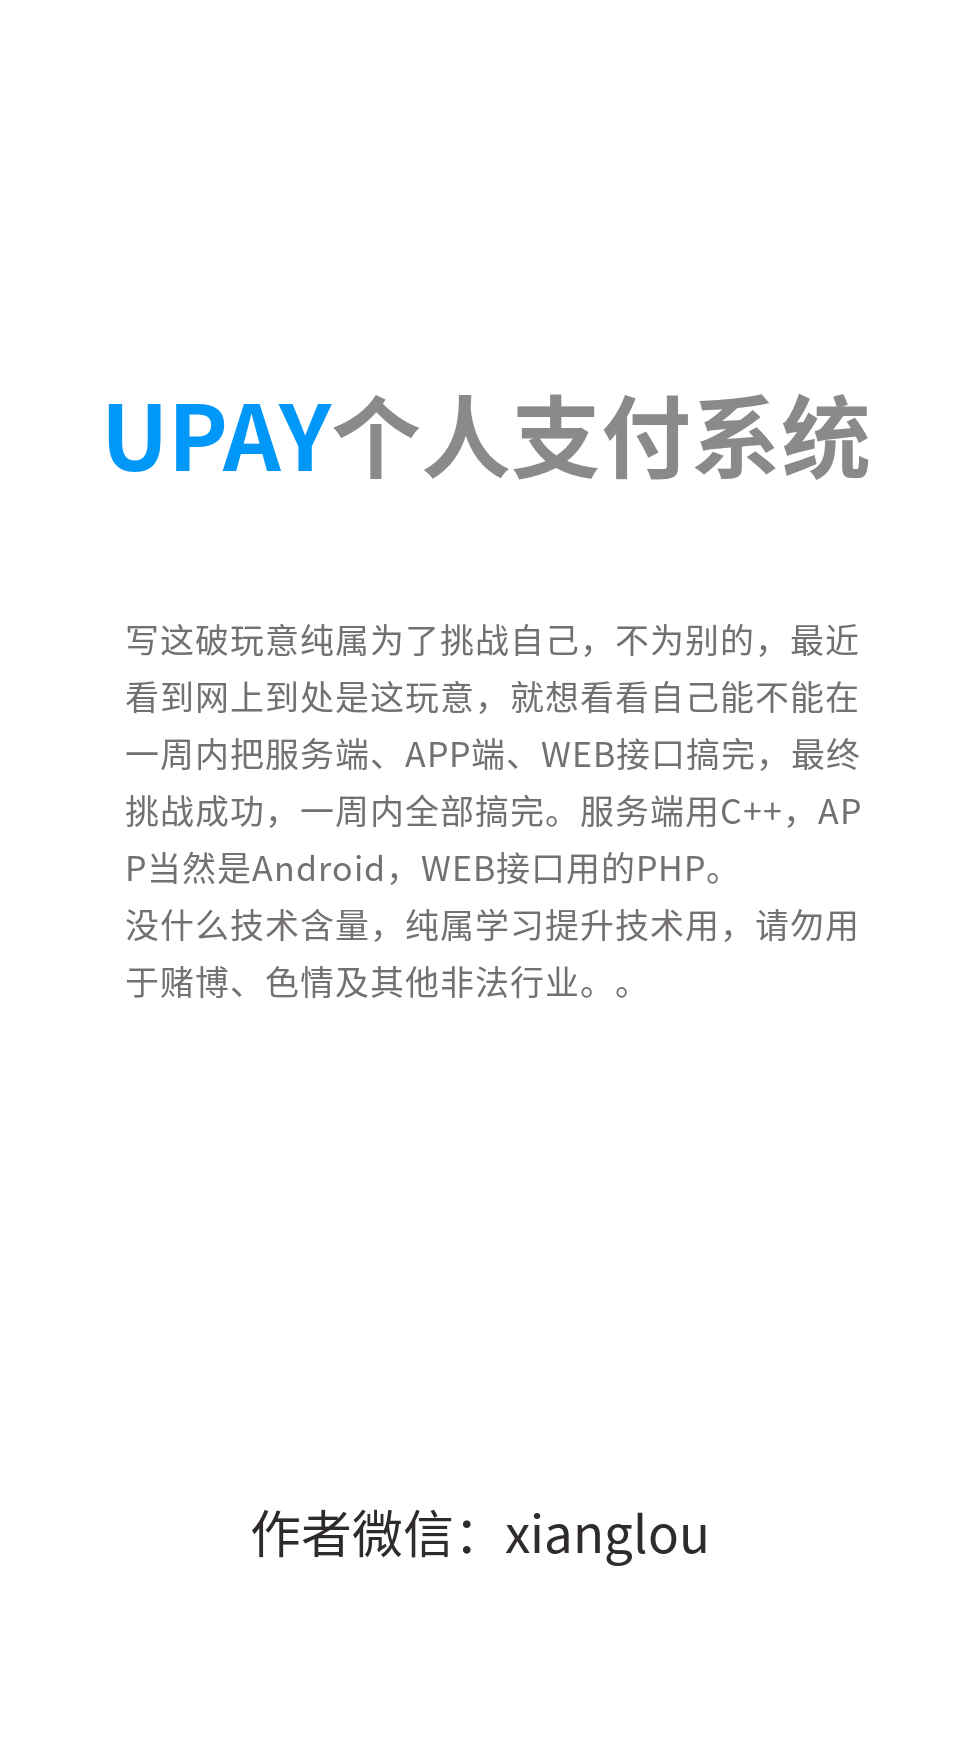 UPAY个人支付系统
写这破玩意纯属为了挑战自己，不为别的，最近
看到网上到处是这玩意，就想看看自己能不能在
一周内把服务端、APP端、WEB接口搞完，最终
挑战成功，一周内全部搞完。服务端用C++，AP
P当然是Android，WEB接口用的PHP。
没什么技术含量，纯属学习提升技术用，请勿用
于赌博、色情及其他非法行业。。
作者微信：xianglou